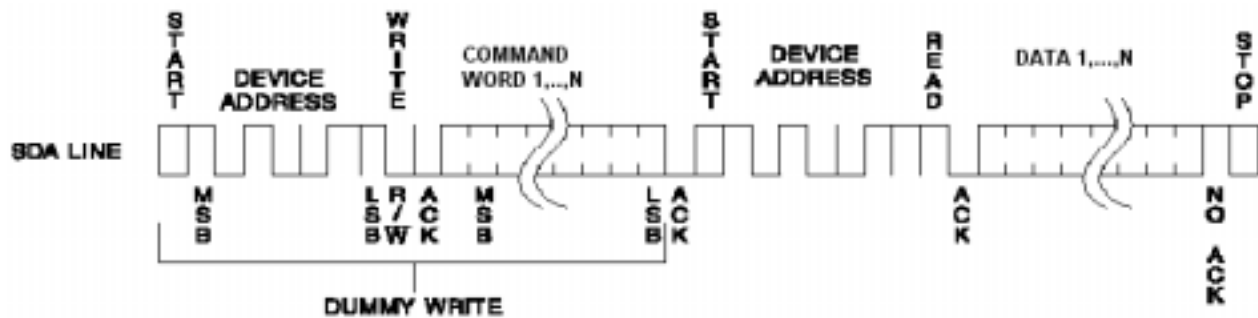 START
DEVICE
ADDRESS
WRITE
COMMAND
WORD 1,...,N
START
DEVICE
ADDRESS
READ
DATA 1,....,N
STOP
SDA LINE
MSB
LSB
R/W
ACK
MSB
LSB
ACK
ACK
NO ACK
DUMMY WRITE